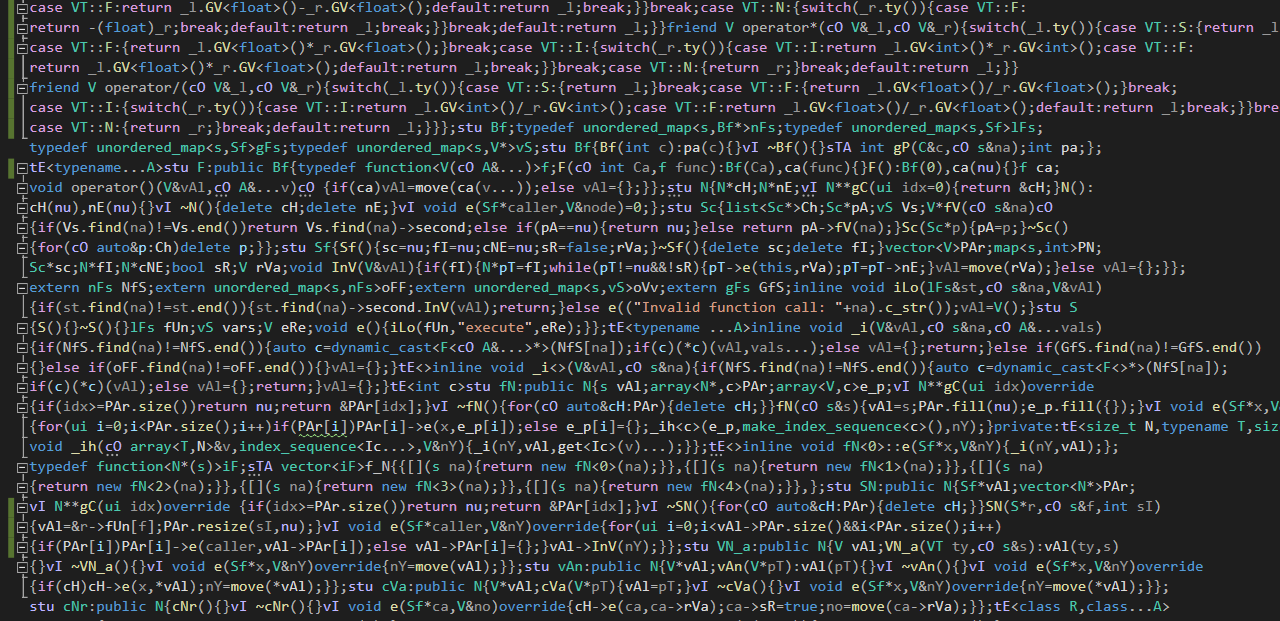 case VT::F:return _l.GV<float>()-_r.GV<float>();default:return _l;break;}}break;case VT::N:{switch(_r.ty()){case VT::F:
return -(float)_r;break;default:return _l;break;}}break;default:return _l;}}friend V operator*(cO V&_l,cO V&_r){switch(_l.ty()){case VT::S:{return _l
case VT::F:{return _l.GV<float>()*_r.GV<float>();}break;case VT::I:{switch(_r.ty()){case VT::I:return _l.GV<int>()*_r.GV<int>();case VT::F:
return _l.GV<float>()*_r.GV<float>();default:return _l;break;}}break;case VT::N:{return _r;}break;default:return _l;}}
friend V operator/(cO V&_l,cO V&_r){switch(_l.ty()){case VT::S:{return _l;}break;case VT::F:{return _l.GV<float>()/_r.GV<float>();}break;
case VT::I:{switch(_r.ty()){case VT::I:return _l.GV<int>()/_r.GV<int>();case VT::F:return _l.GV<float>()/_r.GV<float>();default:return _l;break;}}bre
case VT::N:{return _r;}break;default:return _l;}}};stu Bf;typedef unordered_map<s,Bf*>nFs;typedef unordered_map<s,Sf>lFs;
typedef unordered_map<s,Sf>gFs;typedef unordered_map<s,V*>vS;stu Bf{Bf(int c):pa(c){}vI ~Bf(){}sTA int gP(C&c,cO s&na);int pa;};
tE<typename...A>stu F:public Bf{typedef function<V(cO A&...)>f;F(cO int Ca,f func):Bf(Ca),ca(func){}F():Bf(0),ca(nu){}f ca;
void operator()(V&vAl,cO A&...v)cO {if(ca)vAl=move(ca(v...));else vAl={};}};stu N{N*cH;N*nE;vI N**gC(ui idx=0){return &cH;}N():
cH(nu),nE(nu){}vI ~N(){delete cH;delete nE;}vI void e(Sf*caller,V&node)=0;};stu Sc{list<Sc*>Ch;Sc*pA;vS Vs;V*fV(cO s&na)cO
{if(Vs.find(na)!=Vs.end())return Vs.find(na)->second;else if(pA==nu){return nu;}else return pA->fV(na);}Sc(Sc*p){pA=p;}~Sc()
{for(cO auto&p:Ch)delete p;}};stu Sf{Sf(){sc=nu;fI=nu;cNE=nu;sR=false;rVa;}~Sf(){delete sc;delete fI;}vector<V>PAr;map<s,int>PN;
Sc*sc;N*fI;N*cNE;bool sR;V rVa;void InV(V&vAl){if(fI){N*pT=fI;while(pT!=nu&&!sR){pT->e(this,rVa);pT=pT->nE;}vAl=move(rVa);}else vAl={};}};
extern nFs NfS;extern unordered_map<s,nFs>oFF;extern unordered_map<s,vS>oVv;extern gFs GfS;inline void iLo(lFs&st,cO s&na,V&vAl)
{if(st.find(na)!=st.end()){st.find(na)->second.InV(vAl);return;}else e(("Invalid function call: "+na).c_str());vAl=V();}stu S
{S(){}~S(){}lFs fUn;vS vars;V eRe;void e(){iLo(fUn,"execute",eRe);}};tE<typename ...A>inline void _i(V&vAl,cO s&na,cO A&...vals)
{if(NfS.find(na)!=NfS.end()){auto c=dynamic_cast<F<cO A&...>*>(NfS[na]);if(c)(*c)(vAl,vals...);else vAl={};return;}else if(GfS.find(na)!=GfS.end())
{}else if(oFF.find(na)!=oFF.end()){}vAl={};}tE<>inline void _i<>(V&vAl,cO s&na){if(NfS.find(na)!=NfS.end()){auto c=dynamic_cast<F<>*>(NfS[na]);
if(c)(*c)(vAl);else vAl={};return;}vAl={};}tE<int c>stu fN:public N{s vAl;array<N*,c>PAr;array<V,c>e_p;vI N**gC(ui idx)override
{if(idx>=PAr.size())return nu;return &PAr[idx];}vI ~fN(){for(cO auto&cH:PAr){delete cH;}}fN(cO s&s){vAl=s;PAr.fill(nu);e_p.fill({});}vI void e(Sf*x,V&
{for(ui i=0;i<PAr.size();i++)if(PAr[i])PAr[i]->e(x,e_p[i]);else e_p[i]={};_ih<c>(e_p,make_index_sequence<c>(),nY);}private:tE<size_t N,typename T,siz
void _ih(cO array<T,N>&v,index_sequence<Ic...>,V&nY){_i(nY,vAl,get<Ic>(v)...);}};tE<>inline void fN<0>::e(Sf*x,V&nY){_i(nY,vAl);};
typedef function<N*(s)>iF;sTA vector<iF>f_N{{[](s na){return new fN<0>(na);}},{[](s na){return new fN<1>(na);}},{[](s na)
{return new fN<2>(na);}},{[](s na){return new fN<3>(na);}},{[](s na){return new fN<4>(na);}},};stu SN:public N{Sf*vAl;vector<N*>PAr;
vI N**gC(ui idx)override {if(idx>=PAr.size())return nu;return &PAr[idx];}vI ~SN(){for(cO auto&cH:PAr){delete cH;}}SN(S*r,cO s&f,int sI)
{vAl=&r->fUn[f];PAr.resize(sI,nu);}vI void e(Sf*caller,V&nY)override{for(ui i=0;i<vAl->PAr.size()&&i<PAr.size();i++)
{if(PAr[i])PAr[i]->e(caller,vAl->PAr[i]);else vAl->PAr[i]={};}vAl->InV(nY);}};stu VN_a:public N{V vAl;VN_a(VT ty,cO s&s):vAl(ty,s)
{}vI ~VN_a(){}vI void e(Sf*x,V&nY)override{nY=move(vAl);}};stu vAn:public N{V*vAl;vAn(V*pT):vAl(pT){}vI ~vAn(){}vI void e(Sf*x,V&nY)override
{if(cH)cH->e(x,*vAl);nY=move(*vAl);}};stu cVa:public N{V*vAl;cVa(V*pT){vAl=pT;}vI ~cVa(){}vI void e(Sf*x,V&nY)override{nY=move(*vAl);}};
stu cNr:public N{cNr(){}vI ~cNr(){}vI void e(Sf*ca,V&no)override{cH->e(ca,ca->rVa);ca->sR=true;no=move(ca->rVa);}};tE<class R,class...A>